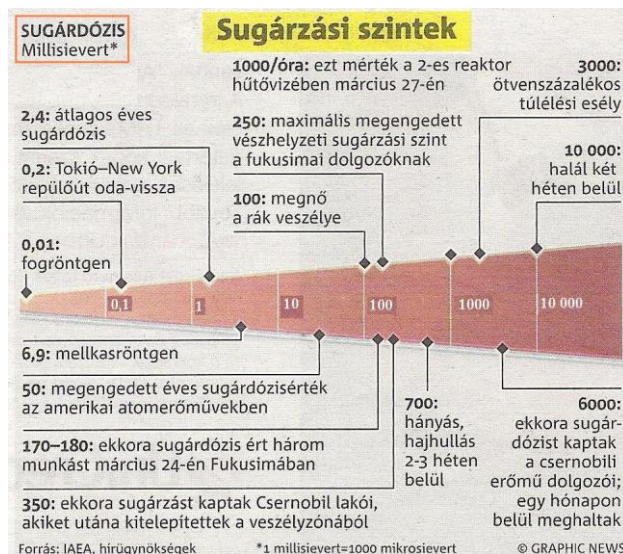 SUGÁRDÓZIS
Millisievert*
Sugárzási szintek
1000/óra: ezt mérték a 2-es reaktor
hűtővizében március 27-én
3000:
ötvenszázalékos
túlélési esély
2,4: átlagos éves
sugárdózis
250: maximális megengedett
vészhelyzeti sugárzási szint
a fukusimai dolgozóknak
10 000:
halál két
héten belül
0,2: Tokió–New York
repülőút oda-vissza
100: megnő
a rák veszélye
0,01:
fogröntgen
0,1
1
10
100
1000
10 000
6,9: mellkasröntgen
50: megengedett éves sugárdózisérték
az amerikai atomerőművekben
170–180: ekkora sugárdózis ért három
munkást március 24-én Fukusimában
350: ekkora sugárzást kaptak Csernobil lakói,
akiket utána kitelepítettek a veszélyzónából
700:
hányás,
hajhullás
2-3 héten
belül
6000:
ekkora sugár-
dózist kaptak
a csernobili
erőmű dolgozói;
egy hónapon
belül meghaltak
Forrás: IAEA, hírügynökségek
*1 millisievert=1000 mikrosievert
© GRAPHIC NEWS